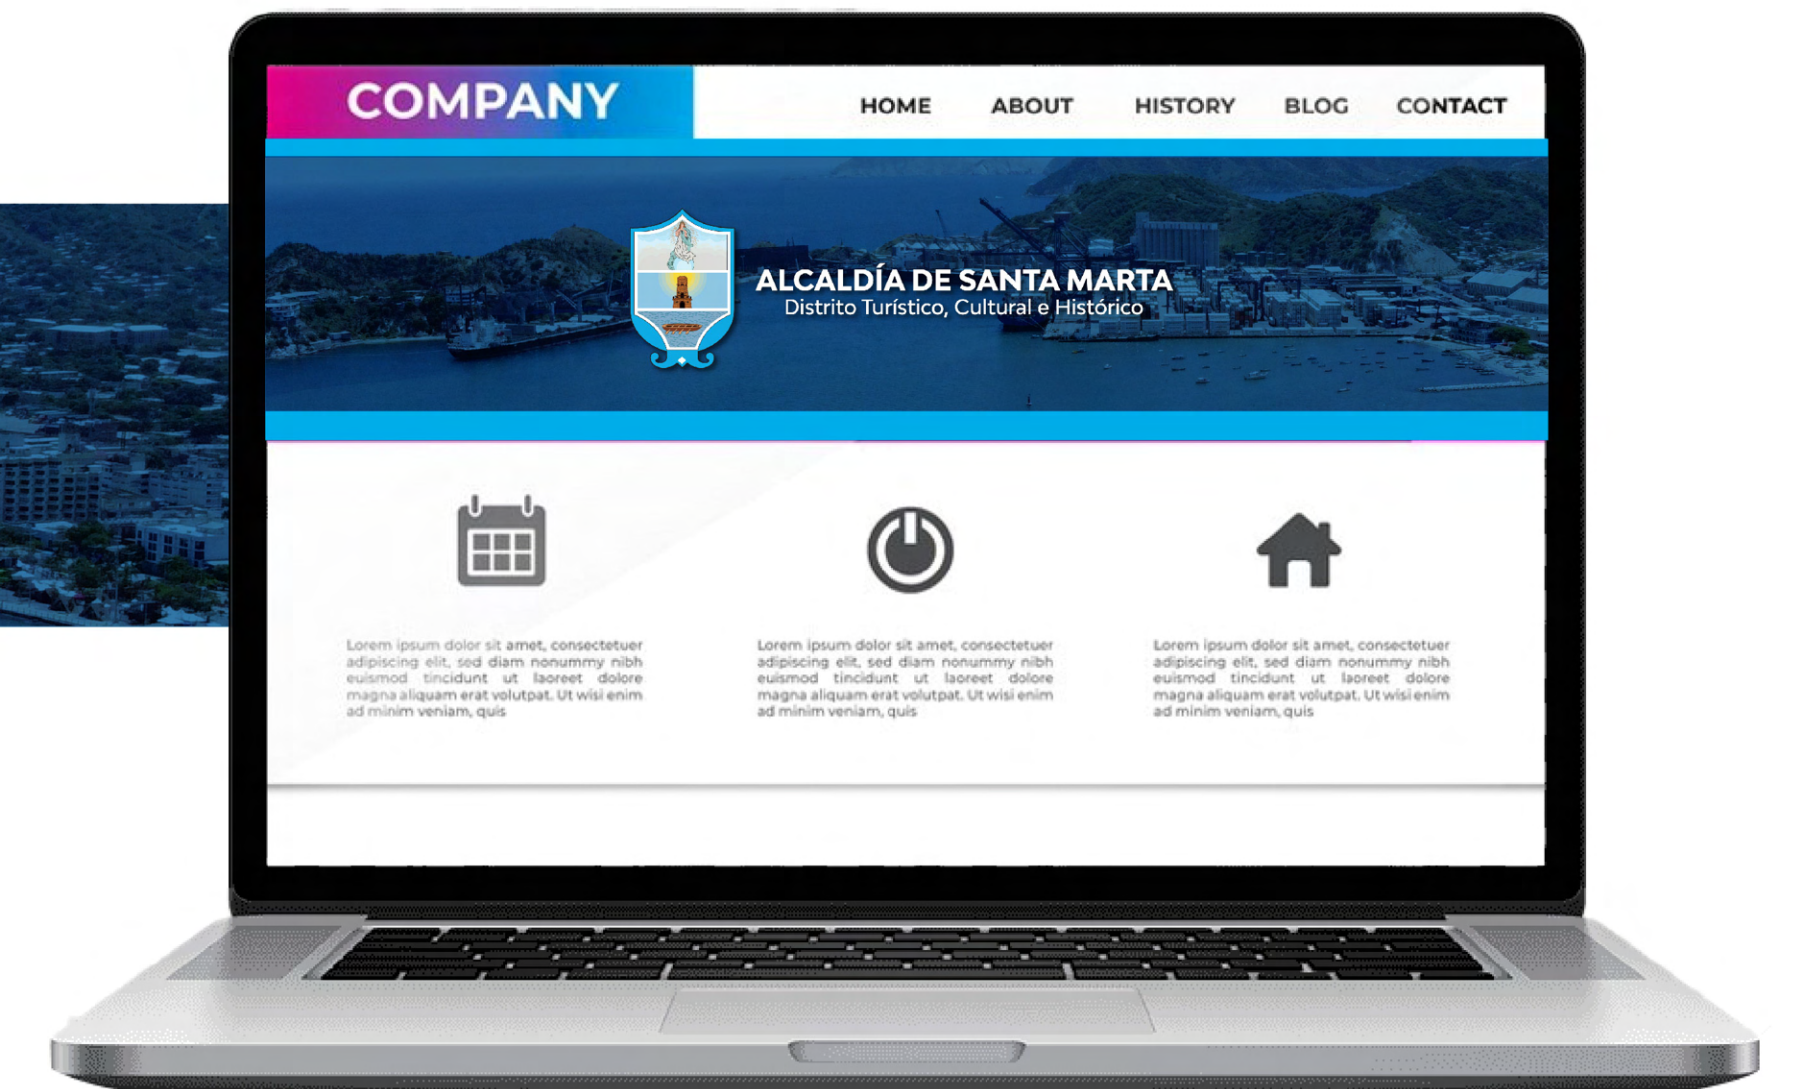 COMPANY
HOME ABOUT HISTORY BLOG CONTACT
ALCALDÍA DE SANTA MARTA
Distrito Turístico, Cultural e Histórico
Lorem ipsum dolor sit amet, consectetuer
adipiscing elit, sed diam nonummy nibh
euismod tincidunt ut laoreet dolore
magna aliquam erat volutpat. Ut wisi enim
ad minim veniam, quis
Lorem ipsum dolor sit amet, consectetuer
adipiscing elit, sed diam nonummy nibh
euismod tincidunt ut laoreet dolore
magna aliquam erat volutpat. Ut wisi enim
ad minim veniam, quis
Lorem ipsum dolor sit amet, consectetuer
adipiscing elit, sed diam nonummy nibh
euismod tincidunt ut laoreet dolore
magna aliquam erat volutpat. Ut wisi enim
ad minim veniam, quis